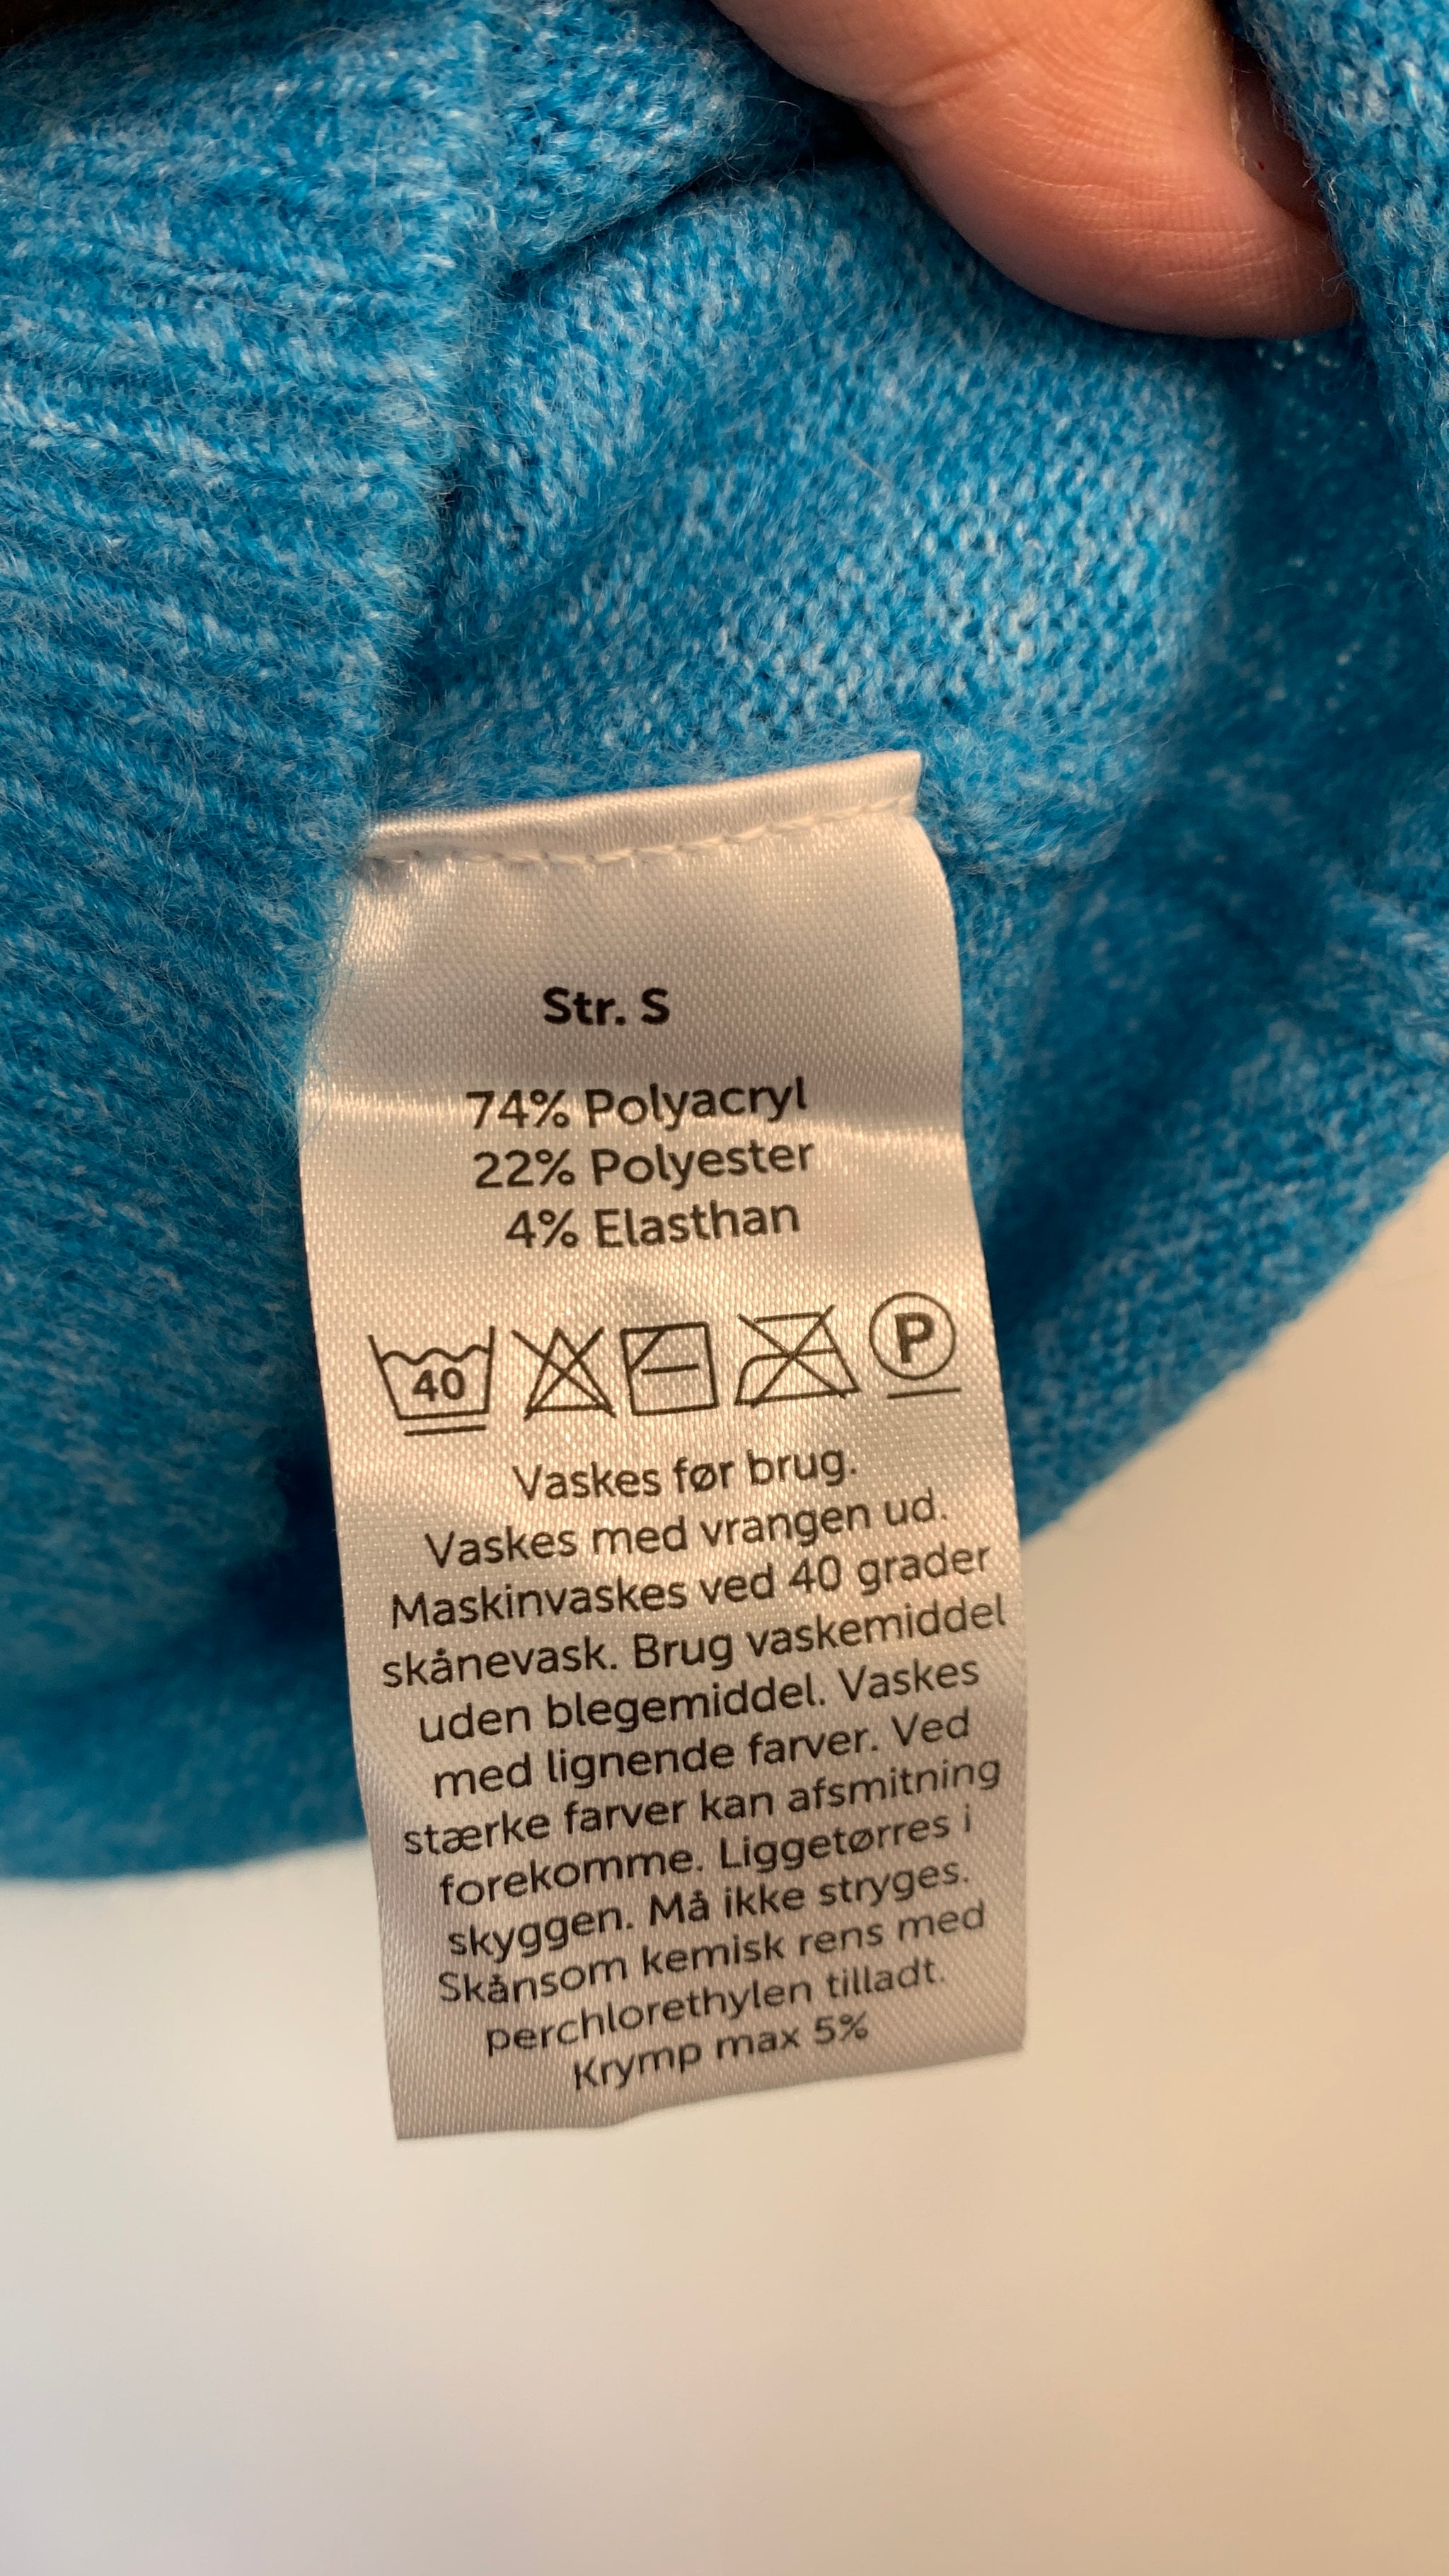 Str. S
74% Polyacryl
22% Polyester
4% Elasthan
40 P
Vaskes før brug.
Vaskes med vrangen ud.
Maskinvaskes ved 40 grader
skånevask. Brug vaskemiddel
uden blegemiddel. Vaskes
med lignende farver. Ved
stærke farver kan afsmitning
forekomme. Liggetørres i
skyggen. Må ikke stryges.
Skånsom kemisk rens med
perchlorethylen tilladt.
Krymp max 5%